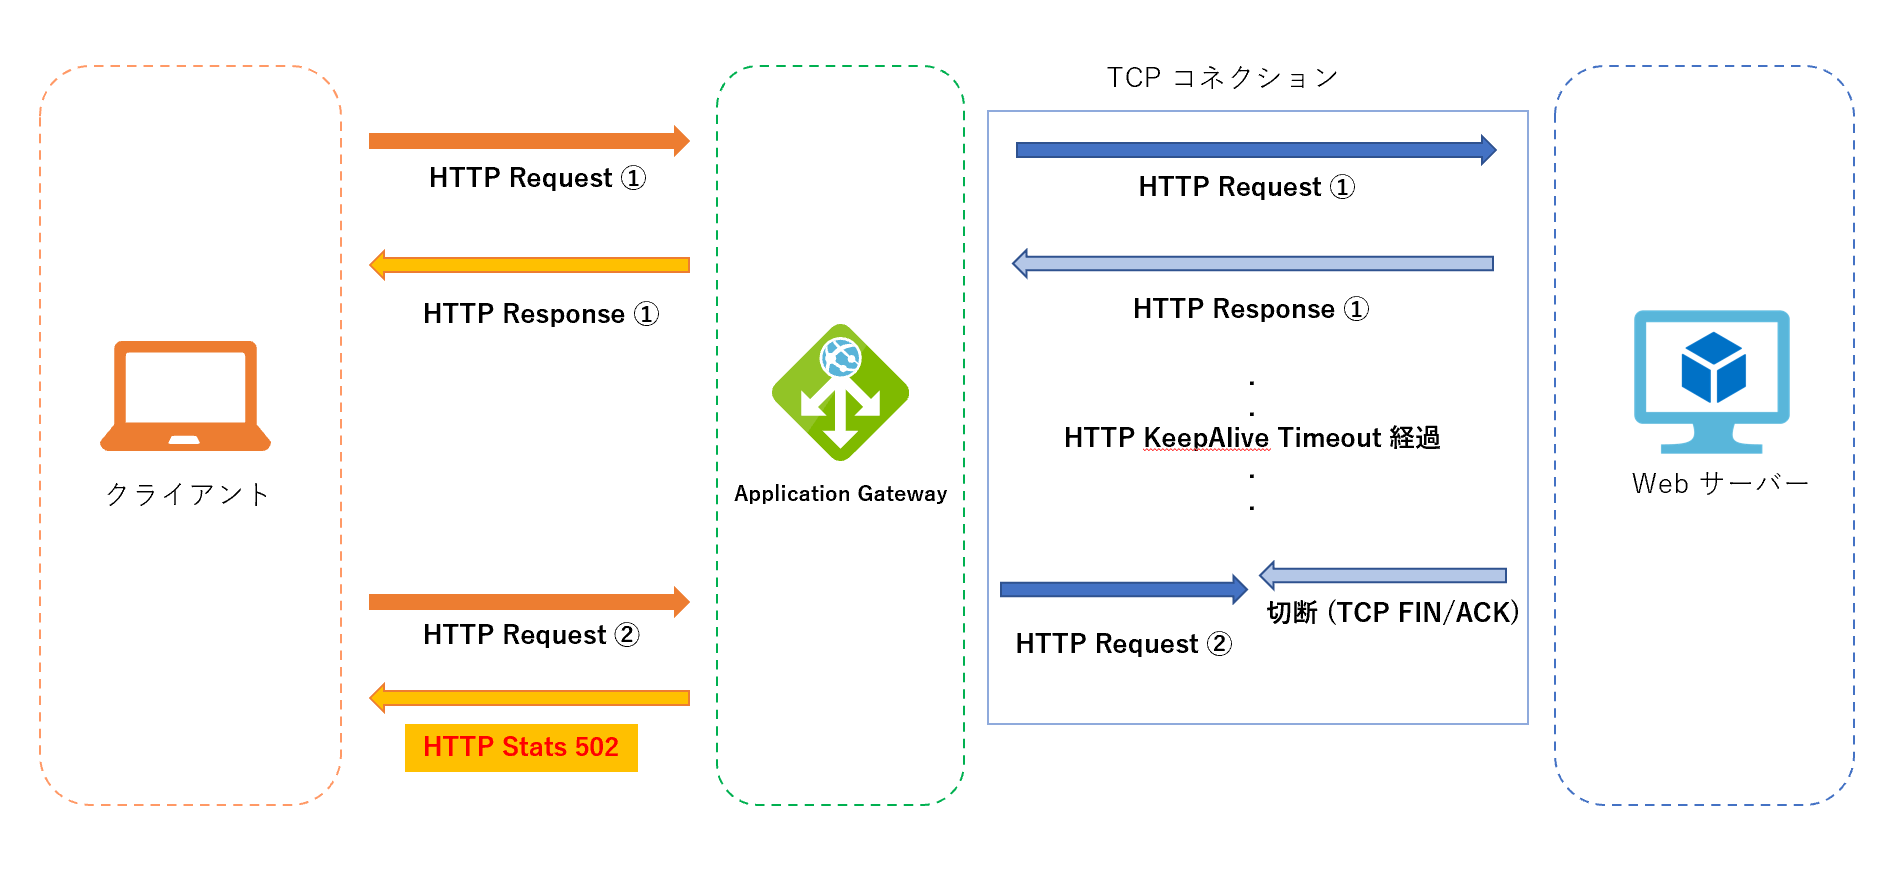 TCP コネクション
HTTP Request ①
HTTP Request ①
HTTP Response ①
HTTP Response ①
・
・
HTTP KeepAlive Timeout 経過
・
・
クライアント
Application Gateway
Web サーバー
切断 (TCP FIN/ACK)
HTTP Request ②
HTTP Request ②
HTTP Stats 502